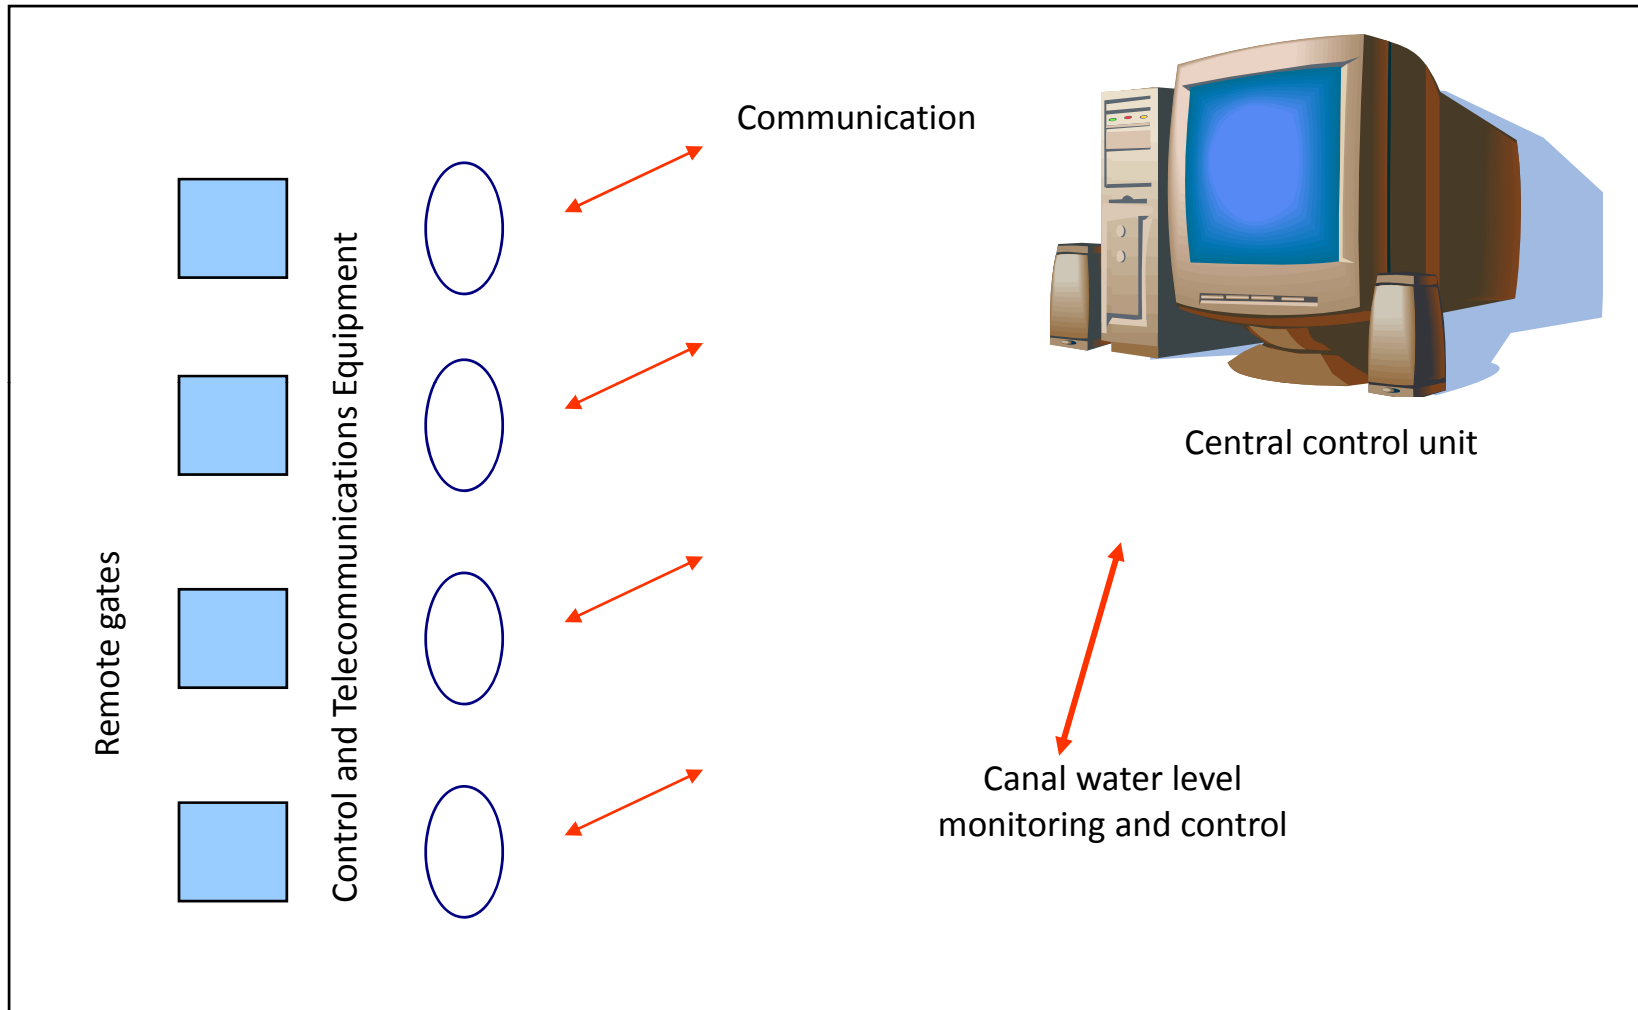 Communication
Remote gates
Control and Telecommunications Equipment
Central control unit
Canal water level
monitoring and control